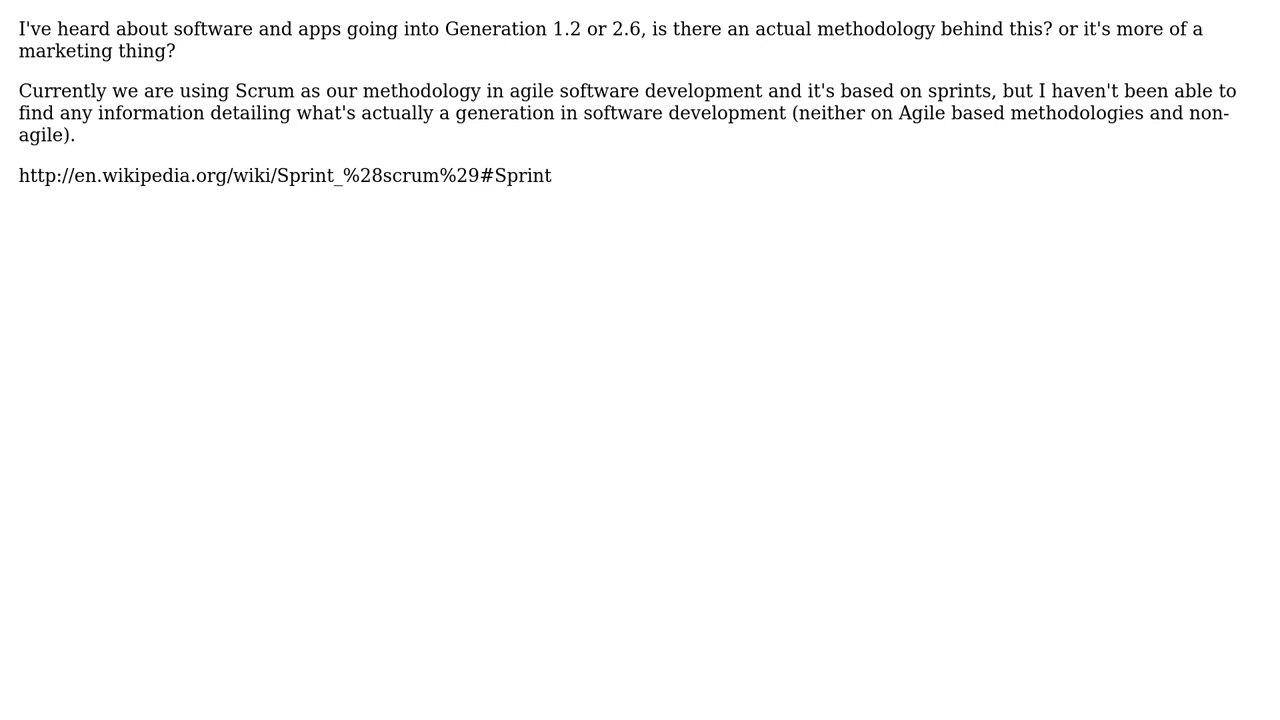 I've heard about software and apps going into Generation 1.2 or 2.6, is there an actual methodology behind this? or it's more of a
marketing thing?
Currently we are using Scrum as our methodology in agile software development and it's based on sprints, but I haven't been able to
find any information detailing what's actually a generation in software development (neither on Agile based methodologies and non-
agile).
http://en.wikipedia.org/wiki/Sprint_%28scrum%29#Sprint